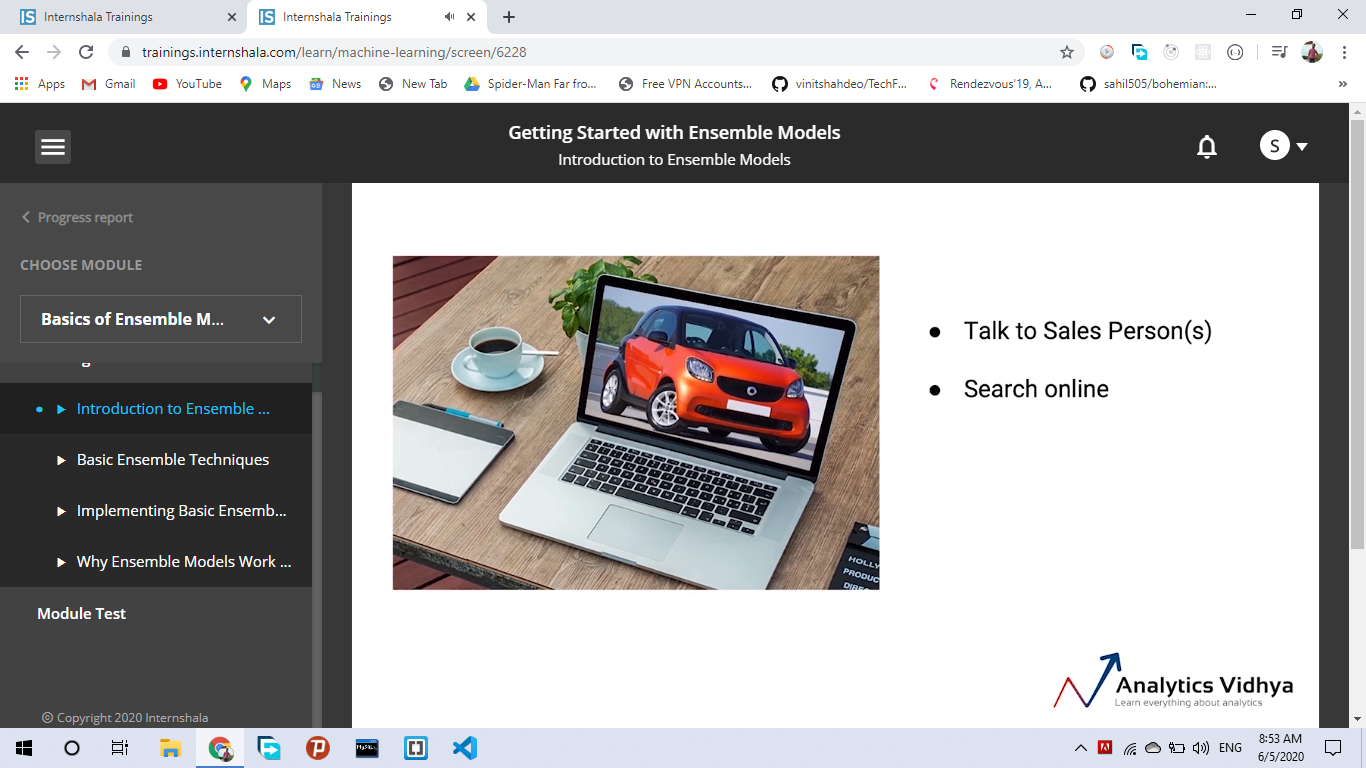 Internshala Trainings
Internshala Trainings
trainings.internshala.com/learn/machine-learning/screen/6228
Apps
Gmail
YouTube
Maps
News
New Tab
Spider-Man Far fro...
Free VPN Accounts...
vinitshahdeo/TechF...
Rendezvous'19, A...
sahil505/bohemian:...
»
Getting Started with Ensemble Models
Introduction to Ensemble Models
S
Progress report
CHOOSE MODULE
Basics of Ensemble M...
Introduction to Ensemble ...
Basic Ensemble Techniques
Implementing Basic Ensemb...
Why Ensemble Models Work ...
Module Test
© Copyright 2020 Internshala
• Talk to Sales Person(s)
• Search online
HOLLY
PRODUC
DIREC
Analytics Vidhya
Learn everything about analytics
MySQL
ENG
8:53 AM
6/5/2020